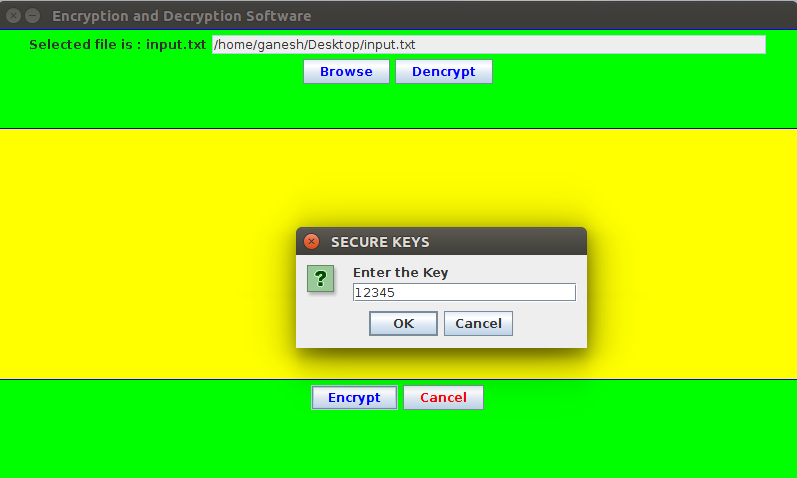 Encryption and Decryption Software
Selected file is : input.txt /home/ganesh/Desktop/input.txt
Browse Dencrypt
SECURE KEYS
?
Enter the Key
12345
OK Cancel
Encrypt Cancel